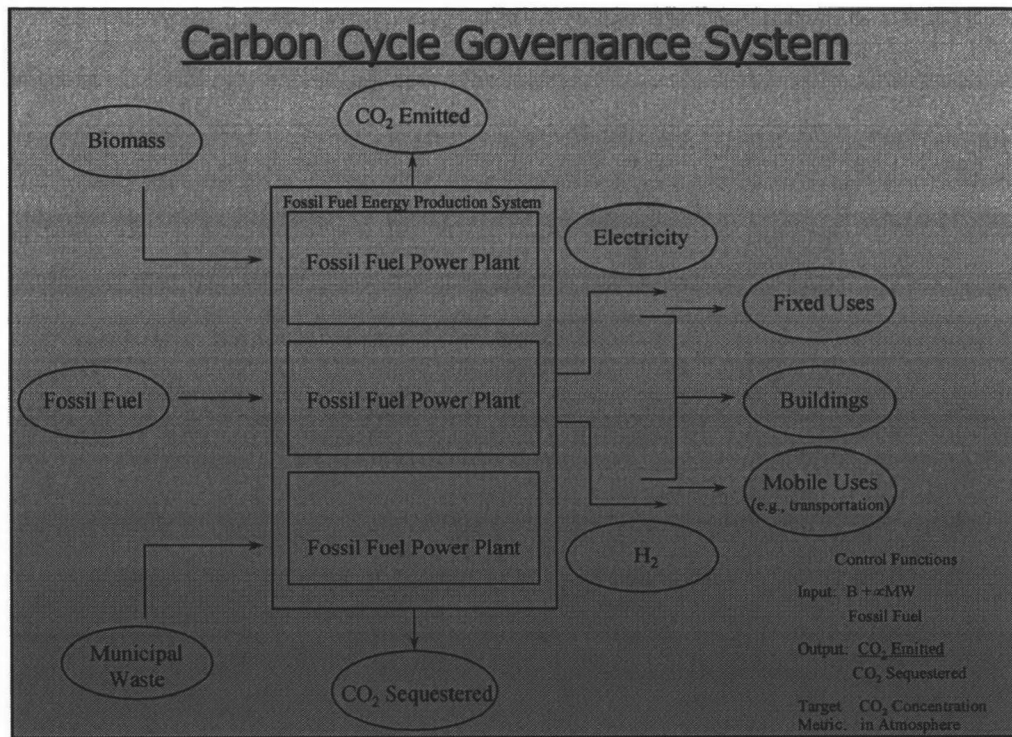 Carbon Cycle Governance System
CO₂ Emitted
Biomass
Fossil Fuel Energy Production System
Fossil Fuel Power Plant
Electricity
Fixed Uses
Fossil Fuel
Fossil Fuel Power Plant
Buildings
Mobile Uses
(e.g., transportation)
Fossil Fuel Power Plant
H₂
Municipal
Waste
CO₂ Sequestered
Control Functions
Input: B + ∝MW
Fossil Fuel
Output: CO₂ Emitted
CO₂ Sequestered
Target CO₂ Concentration
Metric: in Atmosphere